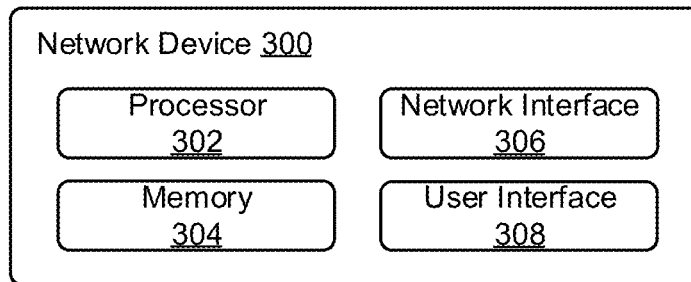 Network Device 300
Processor
302
Network Interface
306
Memory
304
User Interface
308